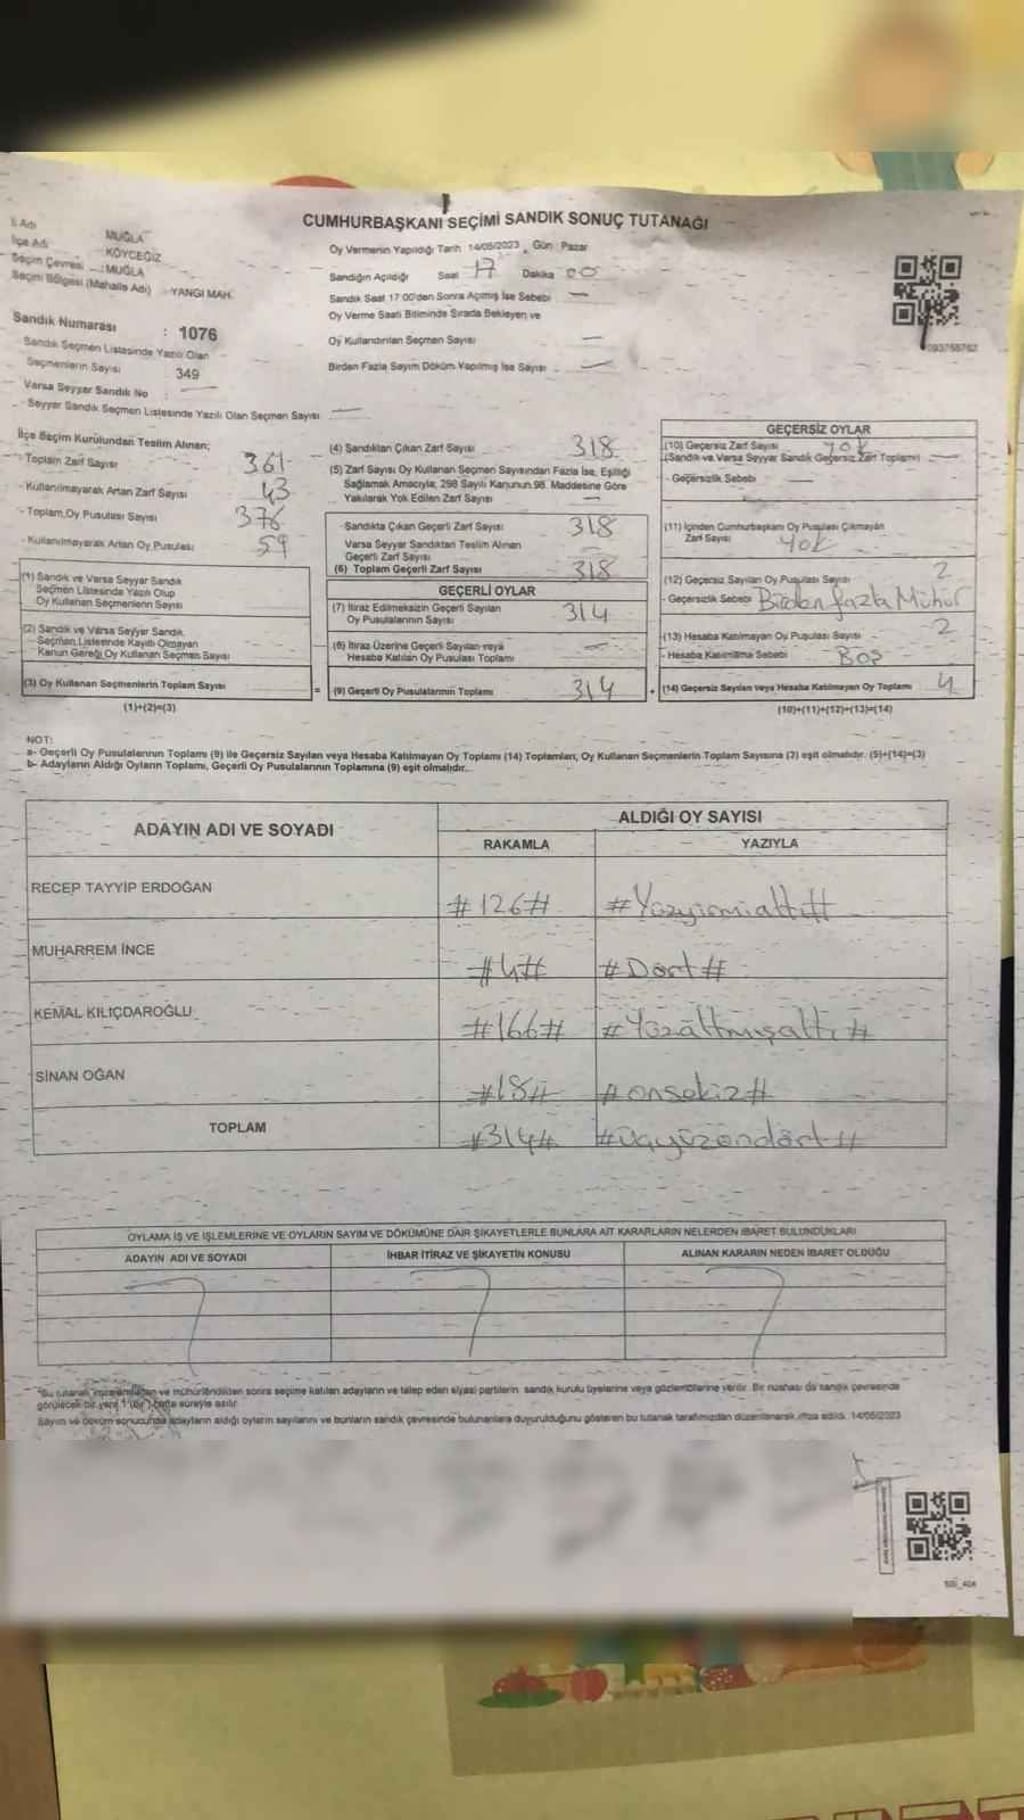 CUMHURBAŞKANI SEÇİMİ SANDIK SONUÇ TUTANAĞI
İl Adı MUĞLA
İlçe Adı KÖYCEĞİZ
Seçim Çevresi : MUĞLA
Seçim Bölgesi (Mahalle Adı) YANGI MAH.
Sandık Numarası : 1076
Sandık Seçmen Listesinde Yazılı Olan
Seçmenlerin Sayısı 349
Varsa Seyyar Sandık No
Seyyar Sandık Seçmen Listesinde Yazılı Olan Seçmen Sayısı
Oy Vermenin Yapıldığı Tarih 14/05/2023 , Gün : Pazar
Sandığın Açıldığı Saat 17 Dakika 00
Sandık Saat 17:00'den Sonra Açılmış İse Sebebi —
Oy Verme Saati Bitiminde Sırada Bekleyen ve
Oy Kullandırılan Seçmen Sayısı —
Birden Fazla Sayım Döküm Yapılmış İse Sayısı —
093768762
İlçe Seçim Kurulundan Teslim Alınan;
- Toplam Zarf Sayısı 361
- Kullanılmayarak Artan Zarf Sayısı 43
- Toplam Oy Pusulası Sayısı 376
- Kullanılmayarak Artan Oy Pusulası 59
(1) Sandık ve Varsa Seyyar Sandık
Seçmen Listesinde Yazılı Olup
Oy Kullanan Seçmenlerin Sayısı
(2) Sandık ve Varsa Seyyar Sandık
Seçmen Listesinde Kayıtlı Olmayan
Kanun Gereği Oy Kullanan Seçmen Sayısı
(3) Oy Kullanan Seçmenlerin Toplam Sayısı
(1)+(2)=(3)
(4) Sandıktan Çıkan Zarf Sayısı 318
(5) Zarf Sayısı Oy Kullanan Seçmen Sayısından Fazla İse, Eşitliği
Sağlamak Amacıyla; 298 Sayılı Kanunun 98. Maddesine Göre
Yakılarak Yok Edilen Zarf Sayısı —
Sandıkta Çıkan Geçerli Zarf Sayısı 318
Varsa Seyyar Sandıktan Teslim Alınan
Geçerli Zarf Sayısı —
(6) Toplam Geçerli Zarf Sayısı 318
GEÇERLİ OYLAR
(7) İtiraz Edilmeksizin Geçerli Sayılan
Oy Pusulalarının Sayısı 314
(8) İtiraz Üzerine Geçerli Sayılan veya
Hesaba Katılan Oy Pusulası Toplamı —
= (9) Geçerli Oy Pusulalarının Toplamı 314 +
GEÇERSİZ OYLAR
(10) Geçersiz Zarf Sayısı yok
(Sandık ve Varsa Seyyar Sandık Geçersiz Zarf Toplamı) —
- Geçersizlik Sebebi —
(11) İçinden Cumhurbaşkanı Oy Pusulası Çıkmayan
Zarf Sayısı yok
(12) Geçersiz Sayılan Oy Pusulası Sayısı 2
- Geçersizlik Sebebi Birden fazla Mühür
(13) Hesaba Katılmayan Oy Pusulası Sayısı 2
- Hesaba Katılmama Sebebi Boş
(14) Geçersiz Sayılan veya Hesaba Katılmayan Oy Toplamı 4
(10)+(11)+(12)+(13)=(14)
NOT:
a- Geçerli Oy Pusulalarının Toplamı (9) ile Geçersiz Sayılan veya Hesaba Katılmayan Oy Toplamı (14) Toplamları, Oy Kullanan Seçmenlerin Toplam Sayısına (3) eşit olmalıdır. (9)+(14)=(3)
b- Adayların Aldığı Oyların Toplamı, Geçerli Oy Pusulalarının Toplamına (9) eşit olmalıdır.
ADAYIN ADI VE SOYADI ALDIĞI OY SAYISI
RAKAMLA YAZIYLA
RECEP TAYYİP ERDOĞAN #126# #Yüzyirmialtı#
MUHARREM İNCE #4# #Dört#
KEMAL KILIÇDAROĞLU #166# #Yüzaltmışaltı#
SİNAN OĞAN #18# #onsekiz#
TOPLAM #314# #üçyüzondört#
OYLAMA İŞ VE İŞLEMLERİNE VE OYLARIN SAYIM VE DÖKÜMÜNE DAİR ŞİKAYETLERLE BUNLARA AİT KARARLARIN NELERDEN İBARET BULUNDUKLARI
ADAYIN ADI VE SOYADI İHBAR İTİRAZ VE ŞİKAYETİN KONUSU ALINAN KARARIN NEDEN İBARET OLDUĞU
ve mühürlendikten sonra seçime katılan adayların ve talep eden siyasi partilerin sandık kurulu üyelerine veya gözlemcilerine verilir. Bir nüshası da sandık çevresinde
görülecek bir yere 1 (bir) hafta süreyle asılır.
Sayım ve döküm sonucunda adayların aldığı oyların sayılarını ve bunların sandık çevresinde bulunanlara duyurulduğunu gösteren bu tutanak tarafımızdan düzenlenerek imza edildi. 14/05/2023